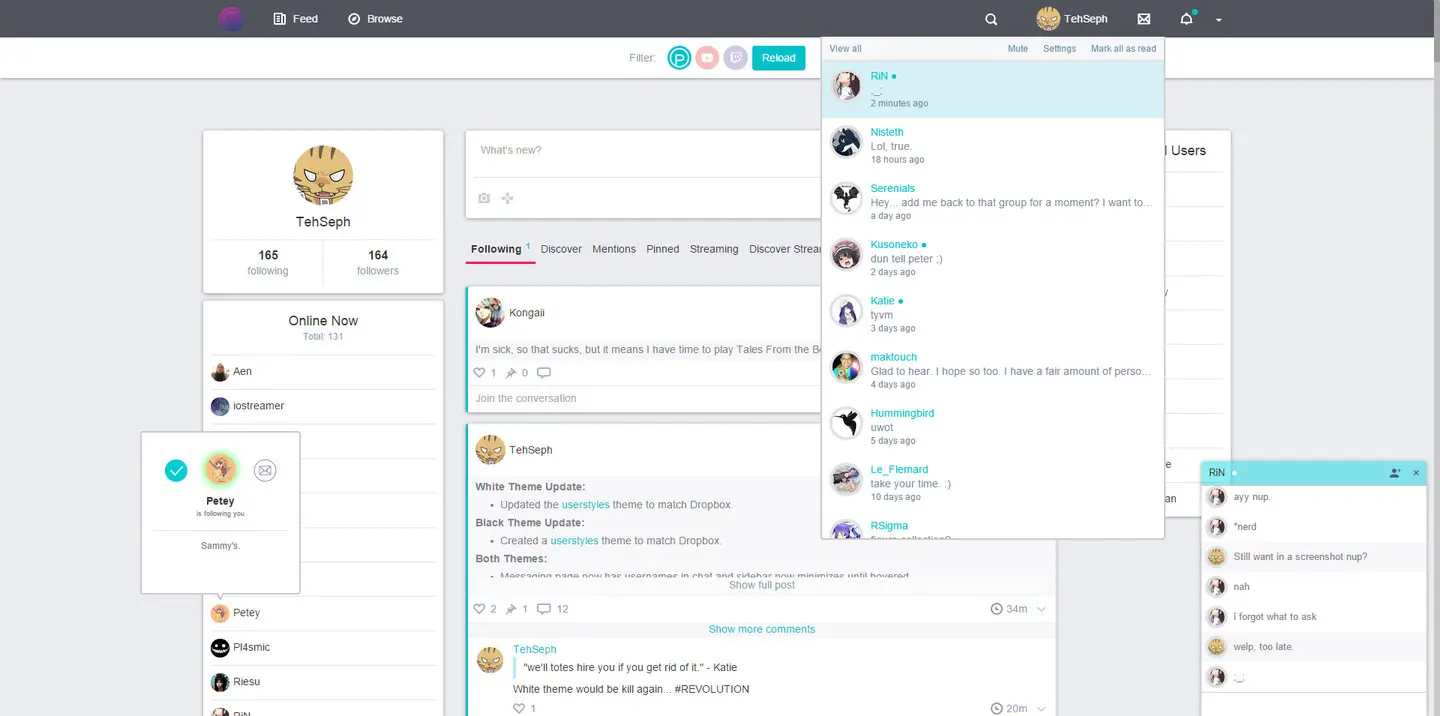 Feed
Browse
TehSeph
Filter:
Reload
TehSeph
165
following
164
followers
Online Now
Total: 131
Aen
iostreamer
Petey
is following you
Sammy's.
Petey
Pl4smic
Riesu
RiN
What's new?
Following 1
Discover
Mentions
Pinned
Streaming
Discover Strea
Kongaii
I'm sick, so that sucks, but it means I have time to play Tales From the Bo
1
0
Join the conversation
TehSeph
White Theme Update:
• Updated the userstyles theme to match Dropbox.
Black Theme Update:
• Created a userstyles theme to match Dropbox.
Both Themes:
• Messaging page now has usernames in chat and sidebar now minimizes until hovered
Show full post
2
1
12
34m
Show more comments
TehSeph
"we'll totes hire you if you get rid of it." - Katie
White theme would be kill again... #REVOLUTION
1
20m
View all
Mute
Settings
Mark all as read
RiN
._.
2 minutes ago
Nisteth
Lol, true.
18 hours ago
Serenials
Hey... add me back to that group for a moment? I want to...
a day ago
Kusoneko
dun tell peter ;)
2 days ago
Katie
tyvm
3 days ago
maktouch
Glad to hear. I hope so too. I have a fair amount of perso...
4 days ago
Hummingbird
uwot
5 days ago
Le_Flemard
take your time. :)
10 days ago
RSigma
figure collection?
l Users
y
e
an
RiN
×
ayy nup.
*nerd
Still want in a screenshot nup?
nah
i forgot what to ask
welp, too late.
._.